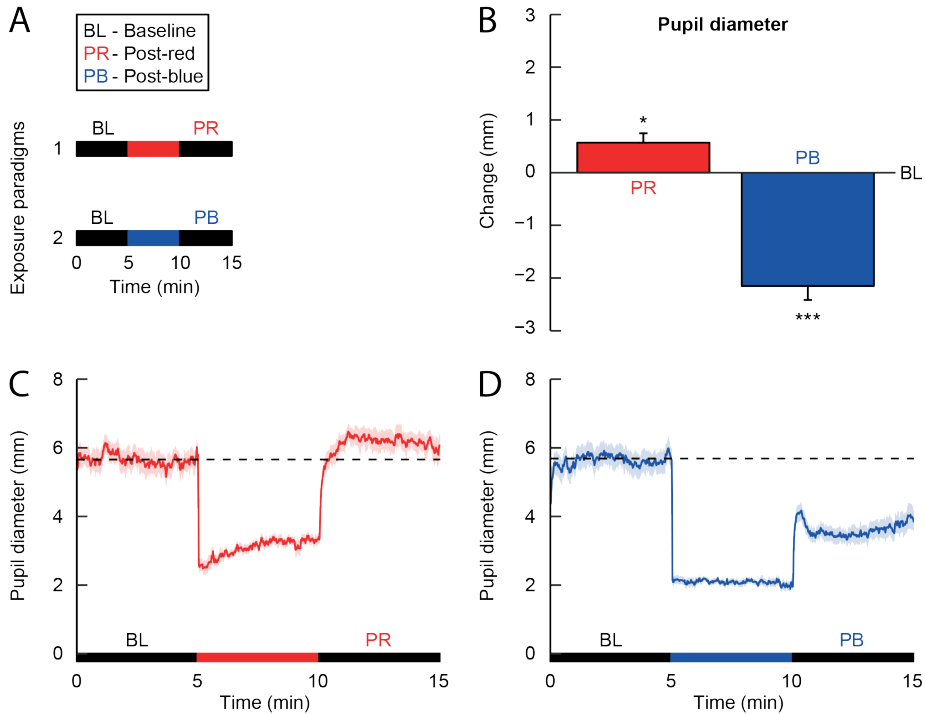 A
BL - Baseline
PR - Post-red
PB - Post-blue
Exposure paradigms
BL PR
1
BL PB
2
0 5 10 15
Time (min)
B
Pupil diameter
Change (mm)
3
2
1
0
−1
−2
−3
*
PR
PB
BL
***
C
Pupil diameter (mm)
8
6
4
2
0
BL PR
0 5 10 15
Time (min)
D
Pupil diameter (mm)
8
6
4
2
0
BL PB
0 5 10 15
Time (min)